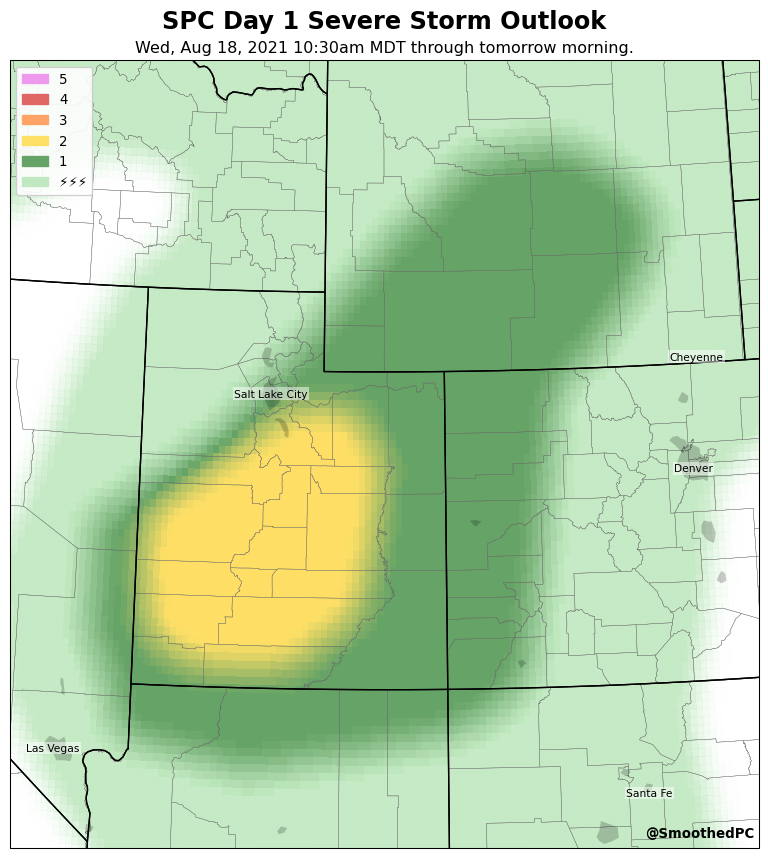 SPC Day 1 Severe Storm Outlook
Wed, Aug 18, 2021 10:30am MDT through tomorrow morning.
5
4
3
2
1
⚡⚡⚡
Cheyenne
Salt Lake City
Denver
Las Vegas
Santa Fe
@SmoothedPC